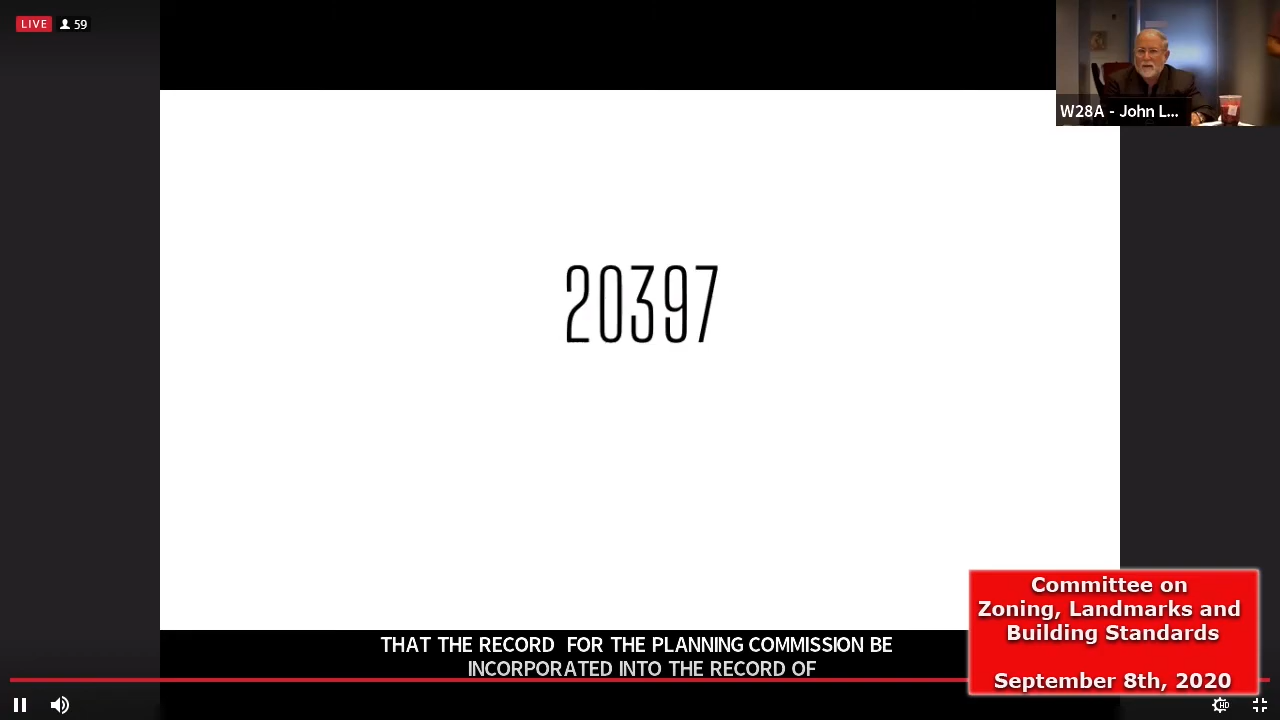 LIVE 59
W28A - John L...
20397
THAT THE RECORD FOR THE PLANNING COMMISSION BE
INCORPORATED INTO THE RECORD OF
Committee on
Zoning, Landmarks and
Building Standards
September 8th, 2020
HD